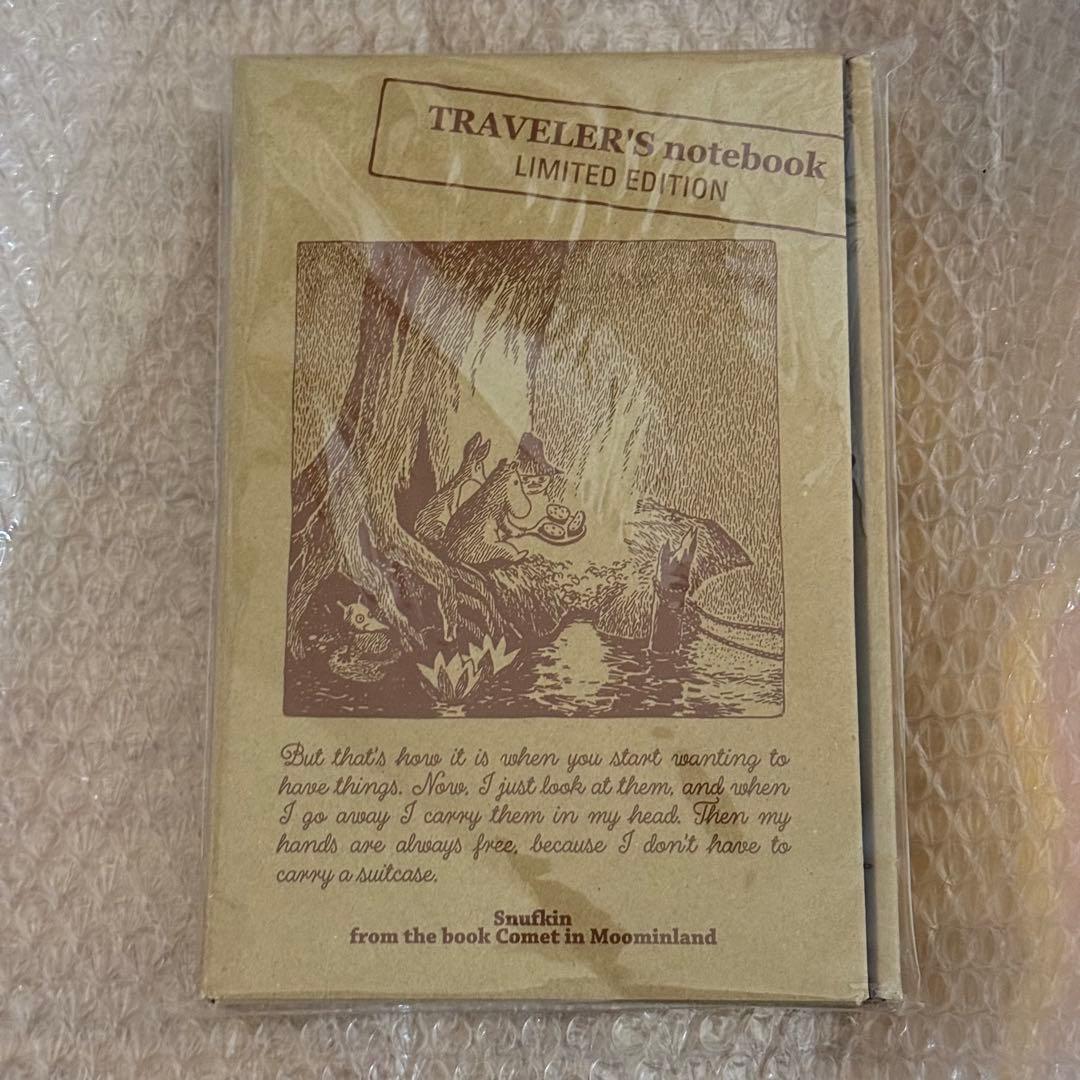 TRAVELER'S notebook
LIMITED EDITION
But that's how it is when you start wanting to
have things. Now, I just look at them, and when
I go away I carry them in my head. Then my
hands are always free, because I don't have to
carry a suitcase.
Snufkin
from the book Comet in Moominland